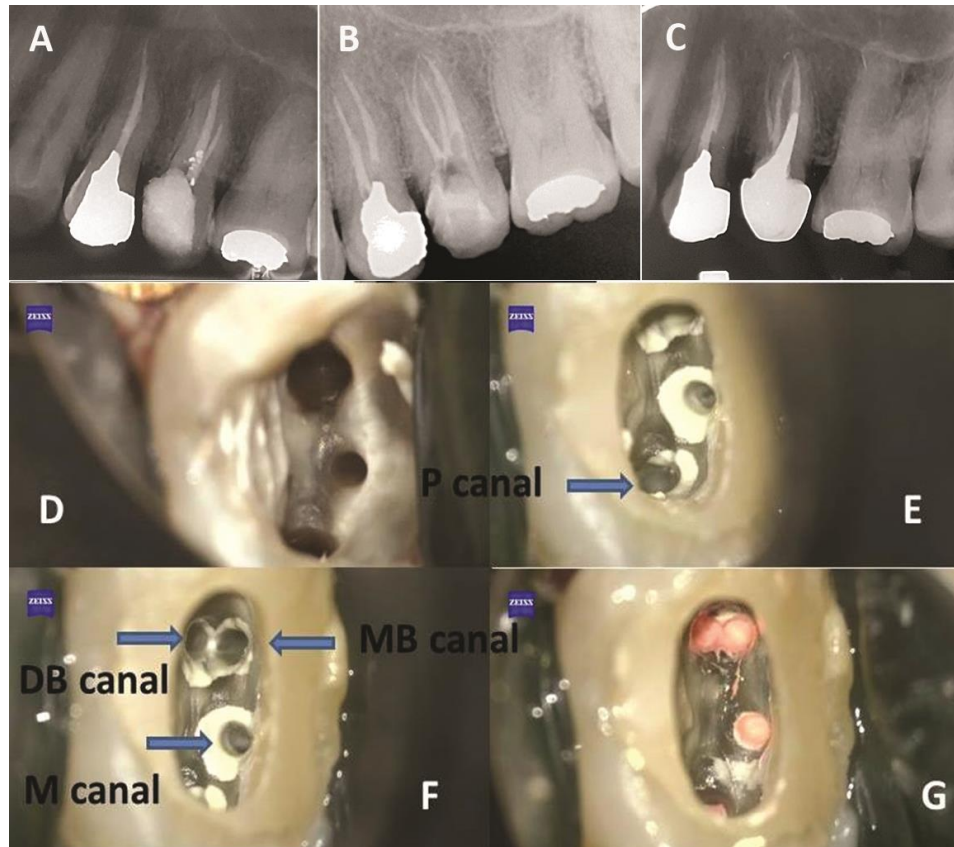 A
B
C
ZEISS
D
ZEISS
P canal
E
ZEISS
DB canal
MB canal
M canal
F
ZEISS
G